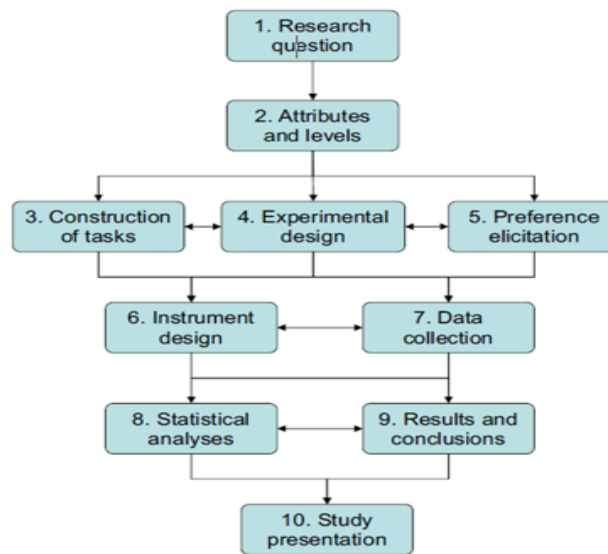 1. Research
question
2. Attributes
and levels
3. Construction
of tasks
4. Experimental
design
5. Preference
elicitation
6. Instrument
design
7. Data
collection
8. Statistical
analyses
9. Results and
conclusions
10. Study
presentation